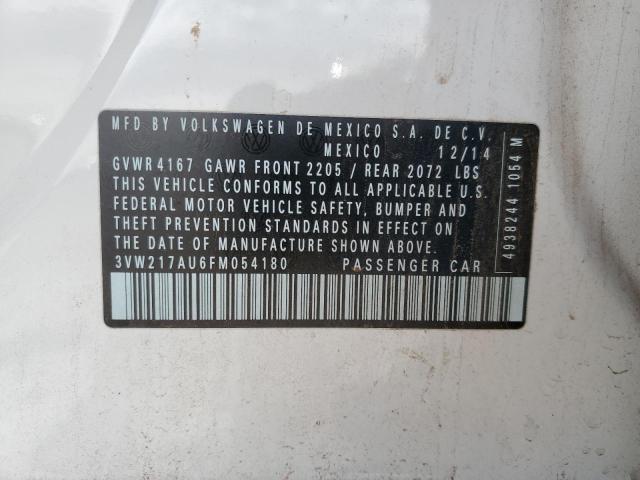 MFD BY VOLKSWAGEN DE MEXICO S.A. DE C.V.
MEXICO 12/14
GVWR 4167 GAWR FRONT 2205 / REAR 2072 LBS
THIS VEHICLE CONFORMS TO ALL APPLICABLE U.S.
FEDERAL MOTOR VEHICLE SAFETY, BUMPER AND
THEFT PREVENTION STANDARDS IN EFFECT ON
THE DATE OF MANUFACTURE SHOWN ABOVE.
3VW217AU6FM054180 PASSENGER CAR
4938244 1054 M